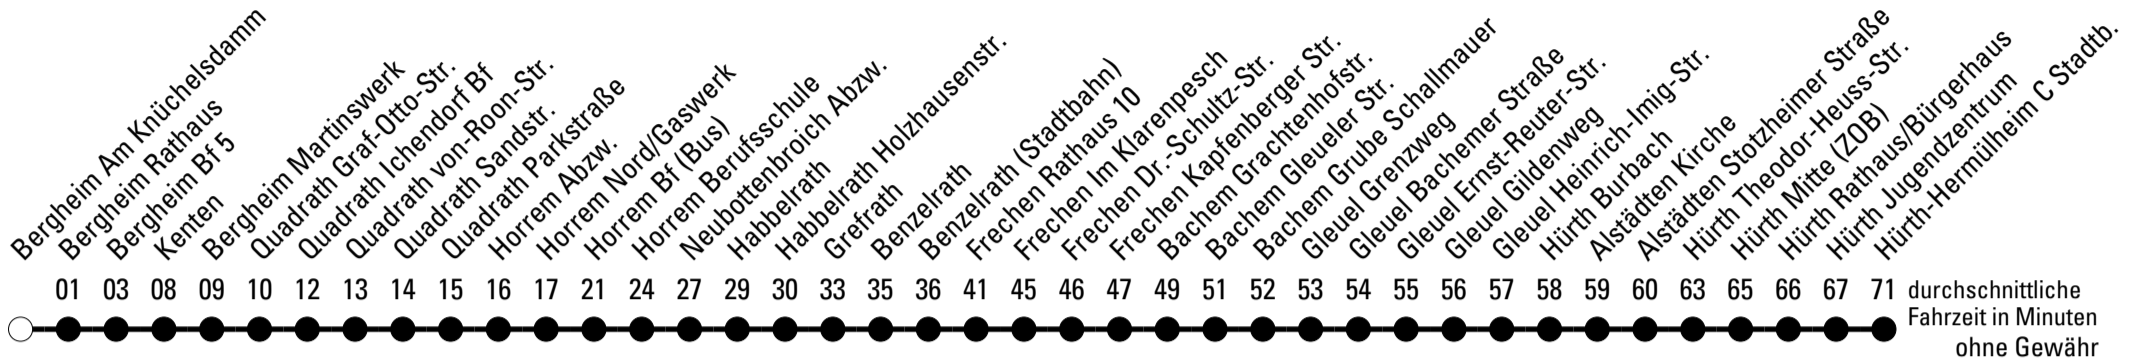 Bergheim Am Knüchelsdamm
Bergheim Rathaus
Bergheim Bf 5
Kenten
Bergheim Martinswerk
Quadrath Graf-Otto-Str.
Quadrath Ichendorf Bf
Quadrath von-Roon-Str.
Quadrath Sandstr.
Quadrath Parkstraße
Horrem Abzw.
Horrem Nord/Gaswerk
Horrem Bf (Bus)
Horrem Berufsschule
Neubottenbroich Abzw.
Habbelrath
Habbelrath Holzhausenstr.
Grefrath
Benzelrath
Benzelrath (Stadtbahn)
Frechen Rathaus 10
Frechen Im Klarenpesch
Frechen Dr.-Schultz-Str.
Frechen Kapfenberger Str.
Bachem Grachtenhofstr.
Bachem Gleueler Str.
Bachem Grube Schallmauer
Gleuel Grenzweg
Gleuel Bachemer Straße
Gleuel Ernst-Reuter-Str.
Gleuel Gildenweg
Gleuel Heinrich-Imig-Str.
Hürth Burbach
Alstädten Kirche
Alstädten Stotzheimer Straße
Hürth Theodor-Heuss-Str.
Hürth Mitte (ZOB)
Hürth Rathaus/Bürgerhaus
Hürth Jugendzentrum
Hürth-Hermülheim C Stadtb.
01 03 08 09 10 12 13 14 15 16 17 21 24 27 29 30 33 35 36 41 45 46 47 49 51 52 53 54 55 56 57 58 59 60 63 65 66 67 71 durchschnittliche
Fahrzeit in Minuten
ohne Gewähr